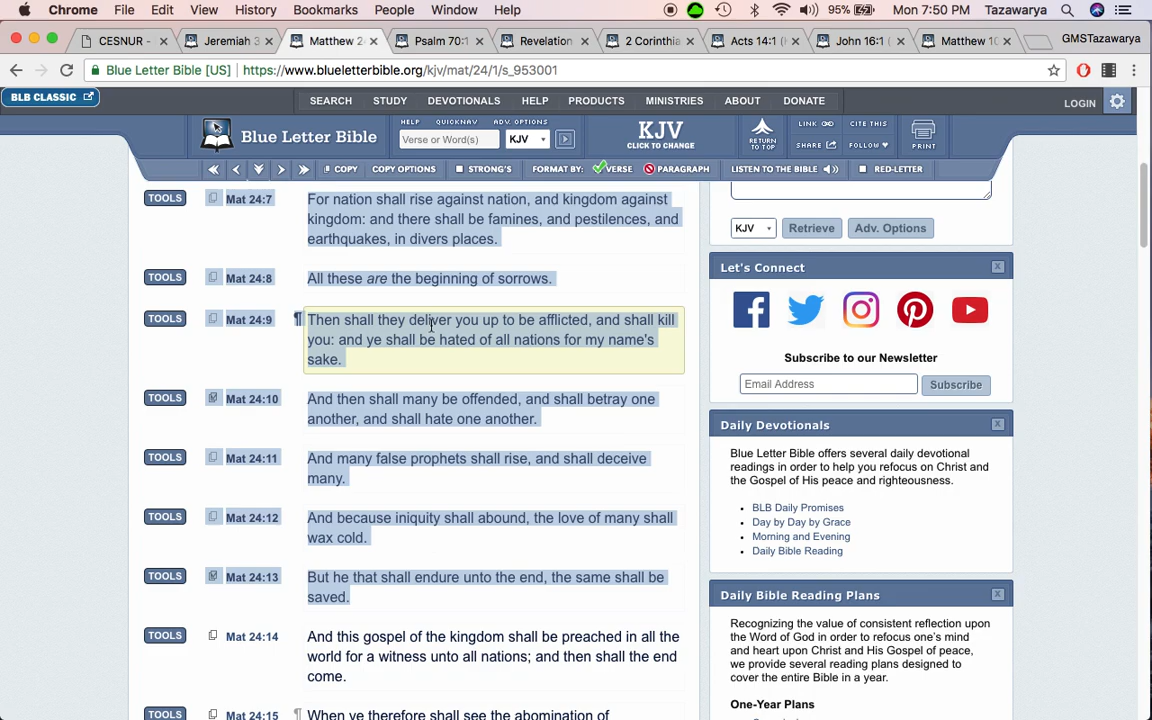 Chrome File Edit View History Bookmarks People Window Help 95% Mon 7:50 PM Tazawarya
CESNUR - Jeremiah 3 Matthew 2 Psalm 70:1 Revelation 2 Corinthia Acts 14:1 (K John 16:1 ( Matthew 10 GMSTazawarya
Blue Letter Bible [US] https://www.blueletterbible.org/kjv/mat/24/1/s_953001
BLB CLASSIC SEARCH STUDY DEVOTIONALS HELP PRODUCTS MINISTRIES ABOUT DONATE LOGIN
HELP QUICKNAV ADV. OPTIONS
Blue Letter Bible Verse or Word(s) KJV KJV CLICK TO CHANGE RETURN TO TOP LINK CITE THIS SHARE FOLLOW PRINT
COPY COPY OPTIONS STRONG'S FORMAT BY: VERSE PARAGRAPH LISTEN TO THE BIBLE RED-LETTER
TOOLS Mat 24:7 For nation shall rise against nation, and kingdom against
kingdom: and there shall be famines, and pestilences, and
earthquakes, in divers places.
TOOLS Mat 24:8 All these are the beginning of sorrows.
TOOLS Mat 24:9 ¶ Then shall they deliver you up to be afflicted, and shall kill
you: and ye shall be hated of all nations for my name's
sake.
TOOLS Mat 24:10 And then shall many be offended, and shall betray one
another, and shall hate one another.
TOOLS Mat 24:11 And many false prophets shall rise, and shall deceive
many.
TOOLS Mat 24:12 And because iniquity shall abound, the love of many shall
wax cold.
TOOLS Mat 24:13 But he that shall endure unto the end, the same shall be
saved.
TOOLS Mat 24:14 And this gospel of the kingdom shall be preached in all the
world for a witness unto all nations; and then shall the end
come.
TOOLS Mat 24:15 ¶ When ye therefore shall see the abomination of
KJV Retrieve Adv. Options
Let's Connect X
Subscribe to our Newsletter
Email Address Subscribe
Daily Devotionals X
Blue Letter Bible offers several daily devotional
readings in order to help you refocus on Christ and
the Gospel of His peace and righteousness.
BLB Daily Promises
Day by Day by Grace
Morning and Evening
Daily Bible Reading
Daily Bible Reading Plans X
Recognizing the value of consistent reflection upon
the Word of God in order to refocus one's mind
and heart upon Christ and His Gospel of peace,
we provide several reading plans designed to
cover the entire Bible in a year.
One-Year Plans